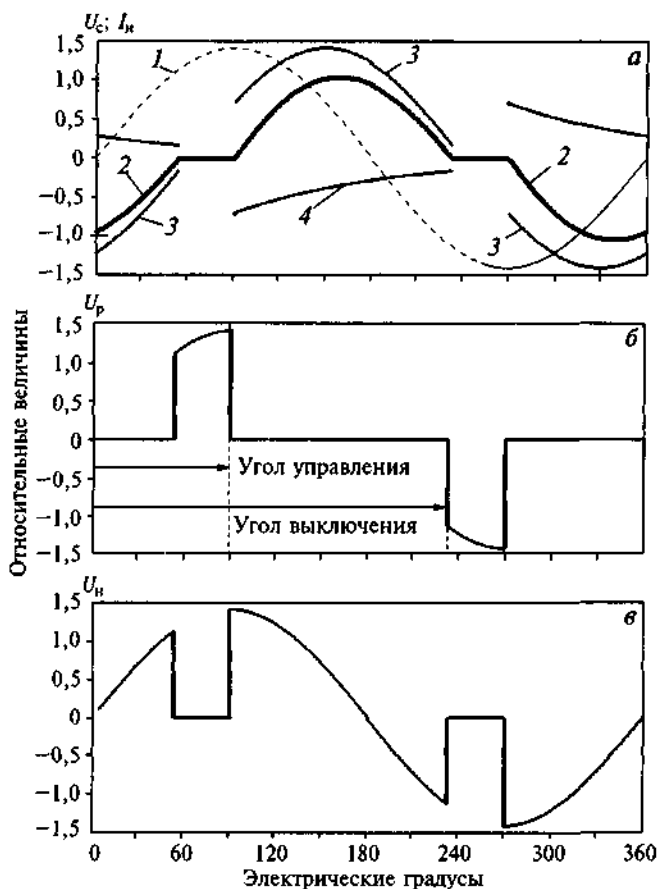 U_c; I_н
1,5
1,0
0,5
0
−0,5
−1,0
−1,5
1
2
3
4
3
3
2
а
U_р
1,5
1,0
0,5
0
−0,5
−1,0
−1,5
б
Угол управления
Угол выключения
Относительные величины
U_н
1,5
1,0
0,5
0
−0,5
−1,0
−1,5
в
0 60 120 180 240 300 360
Электрические градусы